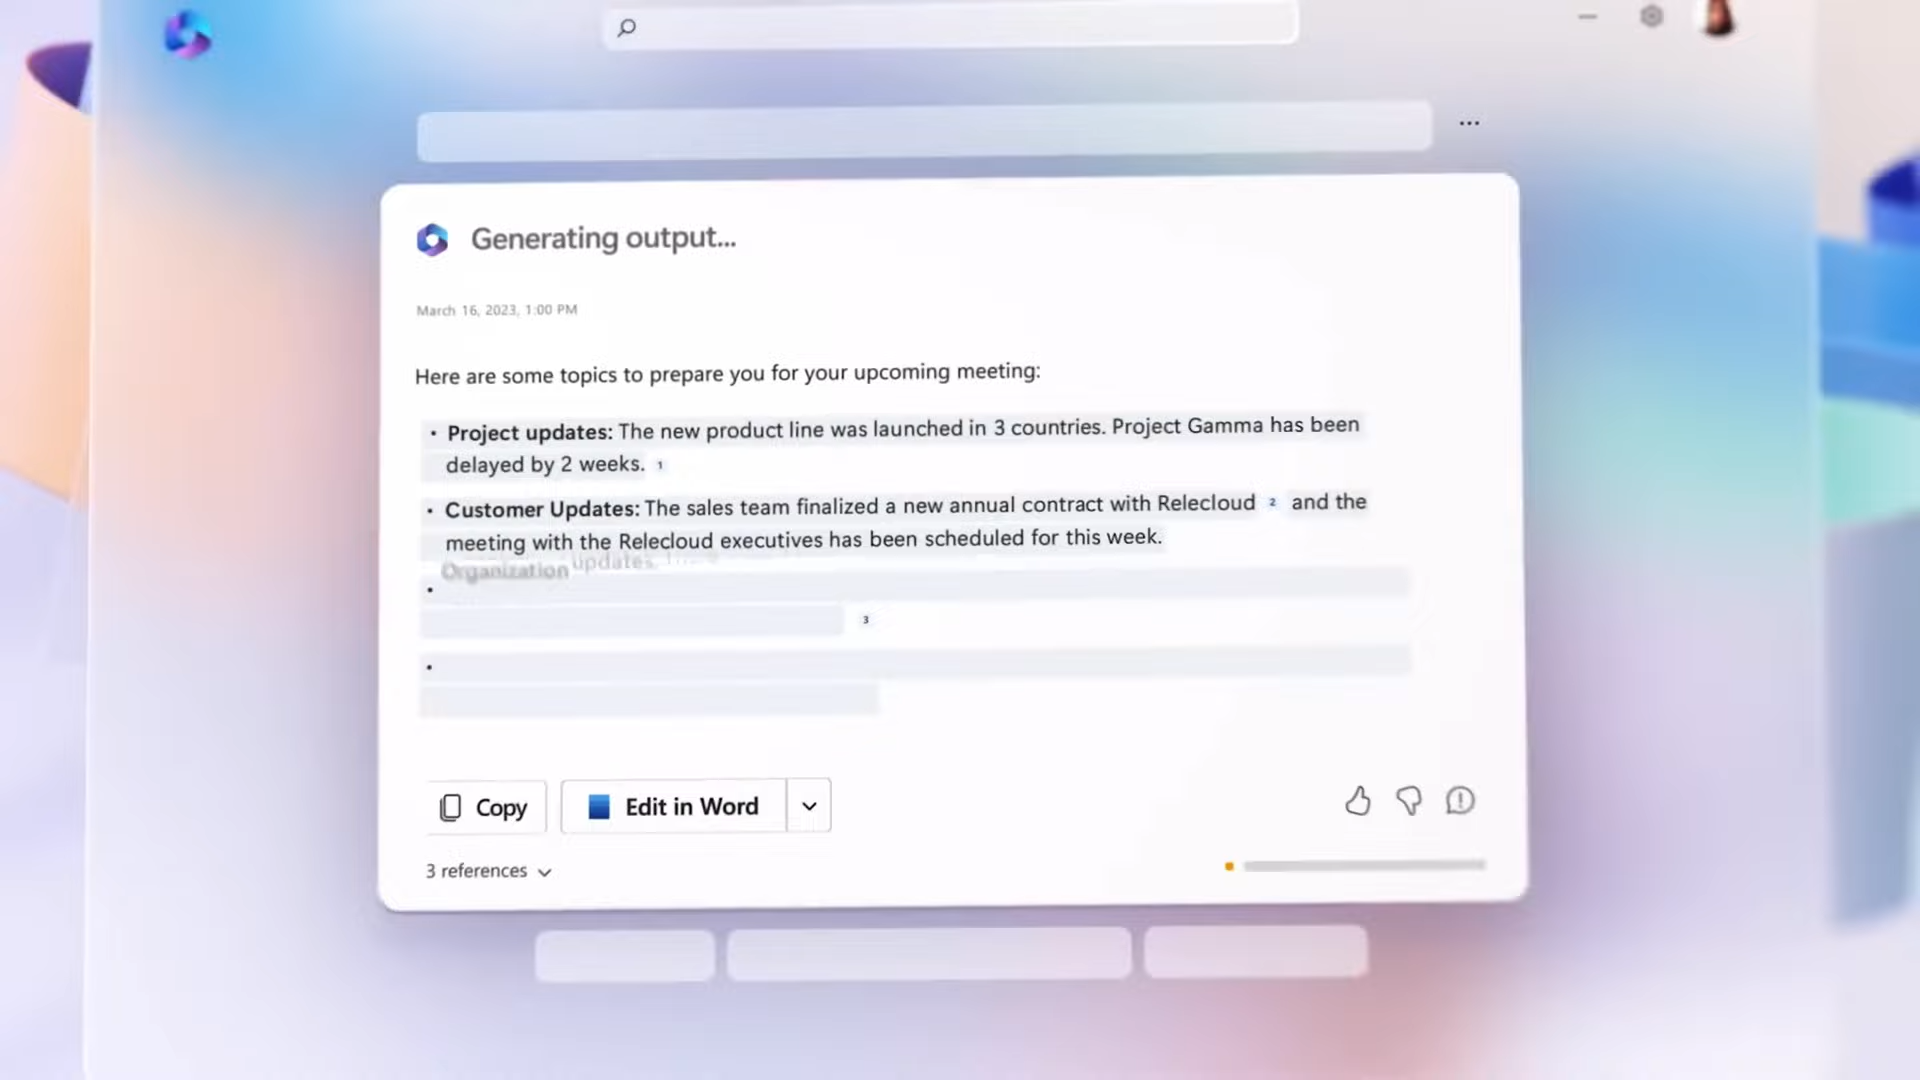 Generating output...
March 16, 2023, 1:00 PM
Here are some topics to prepare you for your upcoming meeting:
• Project updates: The new product line was launched in 3 countries. Project Gamma has been
delayed by 2 weeks. 1
• Customer Updates: The sales team finalized a new annual contract with Relecloud 2 and the
meeting with the Relecloud executives has been scheduled for this week.
• Organization updates:
3
•
Copy
Edit in Word
3 references